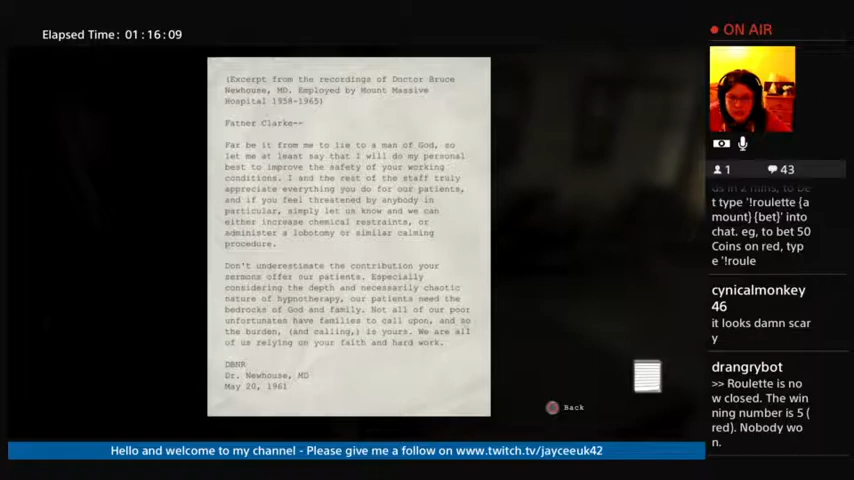 Elapsed Time: 01:16:09
(Excerpt from the recordings of Doctor Bruce
Newhouse, MD. Employed by Mount Massive
Hospital 1958-1965)
Father Clarke--
Far be it from me to lie to a man of God, so
let me at least say that I will do my personal
best to improve the safety of your working
conditions. I and the rest of the staff truly
appreciate everything you do for our patients,
and if you feel threatened by anybody in
particular, simply let us know and we can
either increase chemical restraints, or
administer a lobotomy or similar calming
procedure.
Don't underestimate the contribution your
sermons offer our patients. Especially
considering the depth and necessarily chaotic
nature of hypnotherapy, our patients need the
bedrocks of God and family. Not all of our poor
unfortunates have families to call upon, and so
the burden, (and calling,) is yours. We are all
of us relying on your faith and hard work.
DBNR
Dr. Newhouse, MD
May 20, 1961
Back
Hello and welcome to my channel - Please give me a follow on www.twitch.tv/jayceeuk42
ON AIR
1 43
us in 2 mins, to be
t type '!roulette {a
mount} {bet}' into
chat. eg, to bet 50
Coins on red, typ
e '!roule
cynicalmonkey
46
it looks damn scar
y
drangrybot
>> Roulette is no
w closed. The win
ning number is 5 (
red). Nobody wo
n.